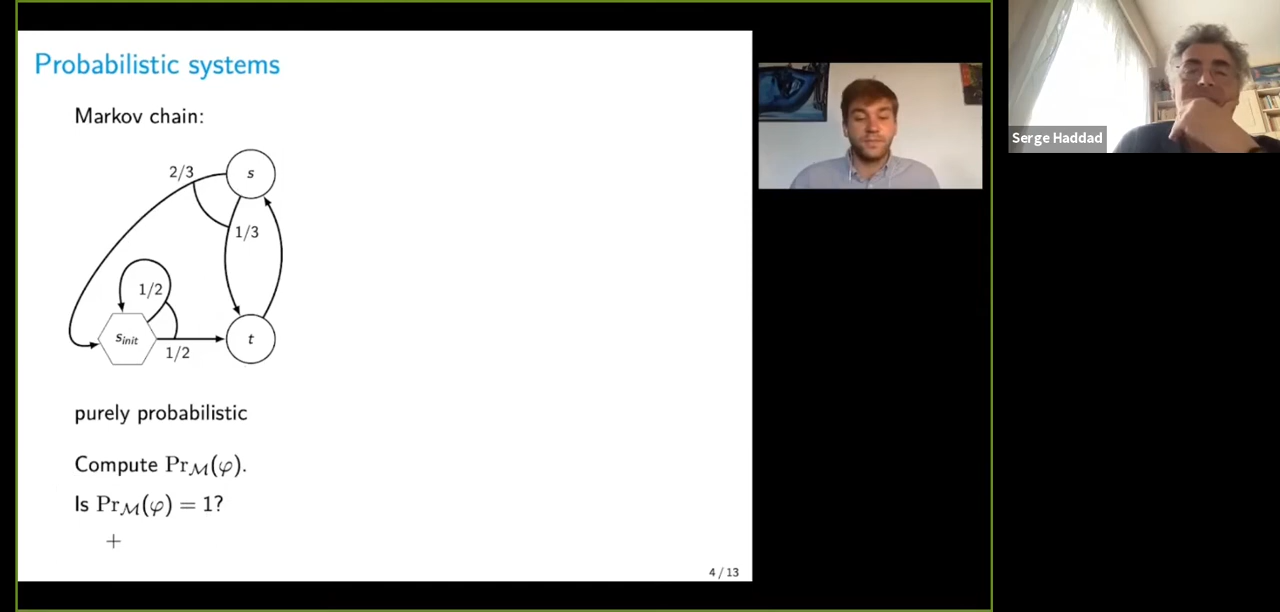 Probabilistic systems
Markov chain:
2/3
s
1/3
1/2
s_init
t
1/2
purely probabilistic
Compute Pr_ℳ(φ).
Is Pr_ℳ(φ) = 1?
+
4 / 13
Serge Haddad